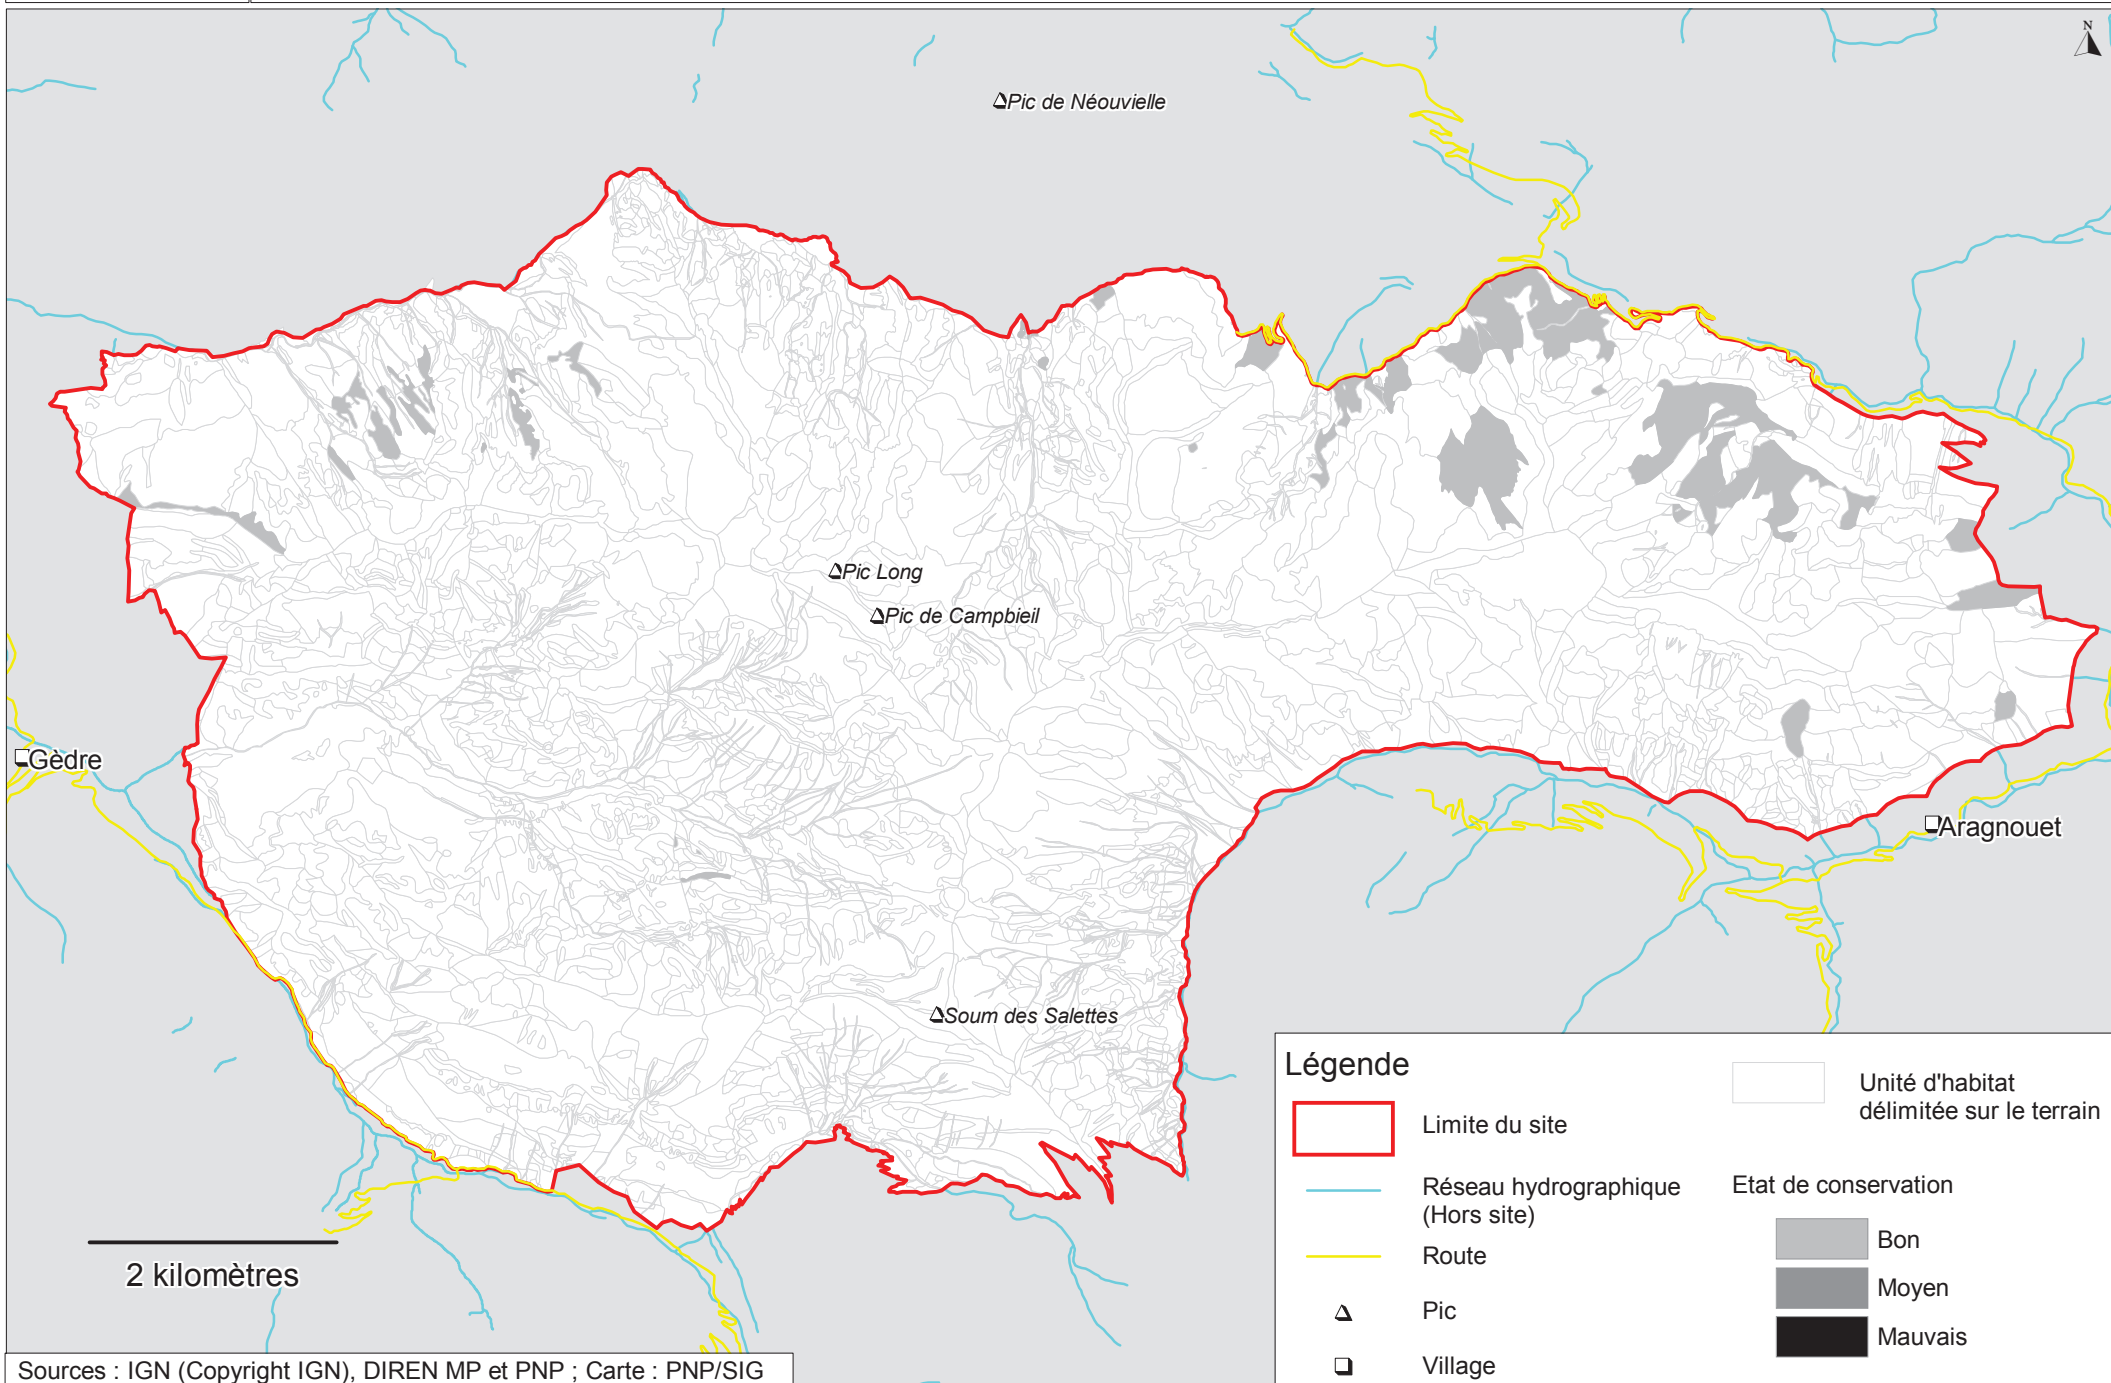 N
Pic de Néouvielle
Pic Long
Pic de Campbieil
Gèdre
Aragnouet
Soum des Salettes
Légende
Limite du site
Réseau hydrographique
(Hors site)
Route
Pic
Village
Unité d'habitat
délimitée sur le terrain
Etat de conservation
Bon
Moyen
Mauvais
2 kilomètres
Sources : IGN (Copyright IGN), DIREN MP et PNP ; Carte : PNP/SIG